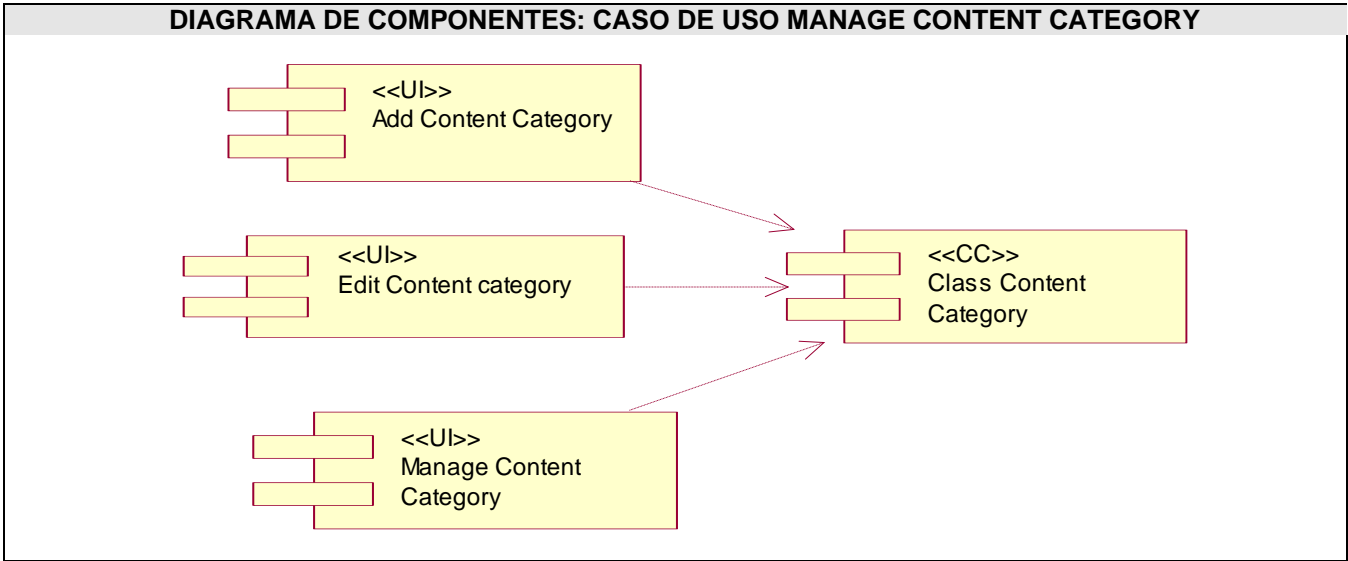 DIAGRAMA DE COMPONENTES: CASO DE USO MANAGE CONTENT CATEGORY
<<UI>>
Add Content Category
<<UI>>
Edit Content category
<<CC>>
Class Content
Category
<<UI>>
Manage Content
Category